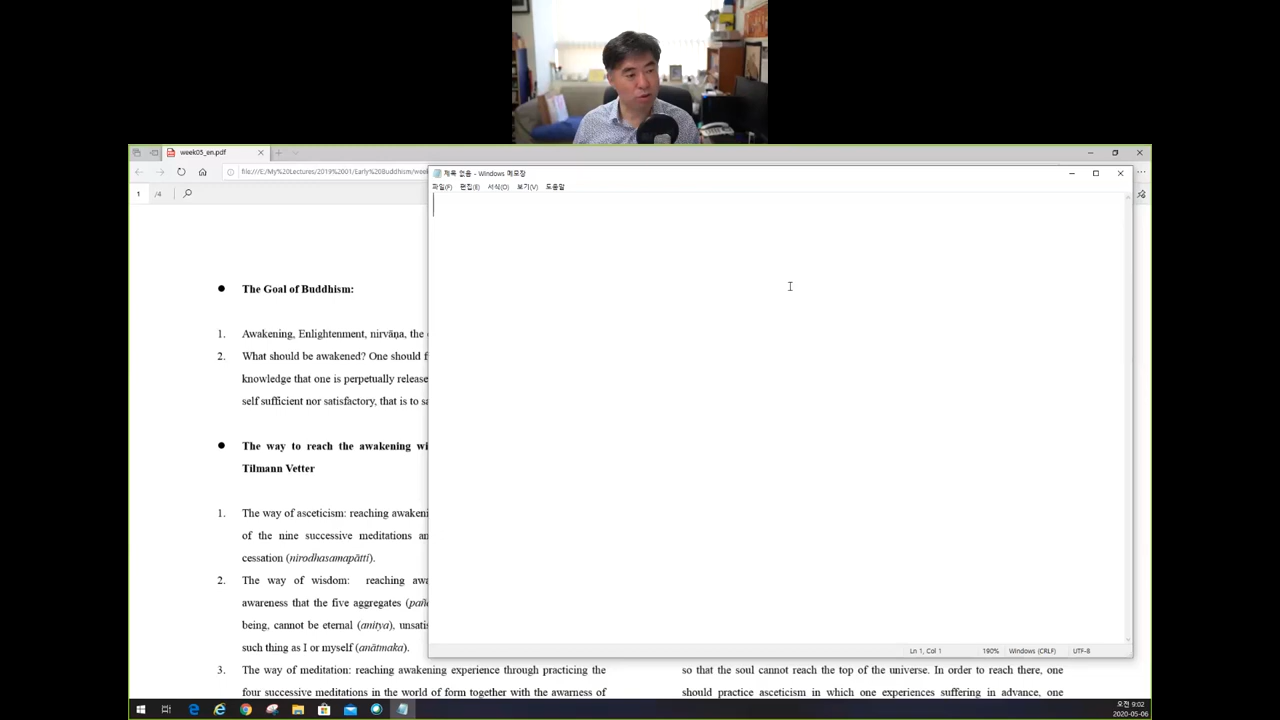 week05_en.pdf
file:///E:/My%20Lectures/2019%2001/Early%20Buddhism/week
1 /4
제목 없음 - Windows 메모장
파일(F) 편집(E) 서식(O) 보기(V) 도움말
● The Goal of Buddhism:
1. Awakening, Enlightenment, nirvāṇa, the
2. What should be awakened? One should f
knowledge that one is perpetually release
self sufficient nor satisfactory, that is to sa
● The way to reach the awakening wi
Tilmann Vetter
1. The way of asceticism: reaching awakeni
of the nine successive meditations an
cessation (nirodhasamapātti).
2. The way of wisdom: reaching awa
awareness that the five aggregates (pañc
being, cannot be eternal (anitya), unsatis
such thing as I or myself (anātmaka).
3. The way of meditation: reaching awakening experience through practicing the
four successive meditations in the world of form together with the awarness of
so that the soul cannot reach the top of the universe. In order to reach there, one
should practice asceticism in which one experiences suffering in advance, one
Ln 1, Col 1 190% Windows (CRLF) UTF-8
오전 9:02
2020-05-06